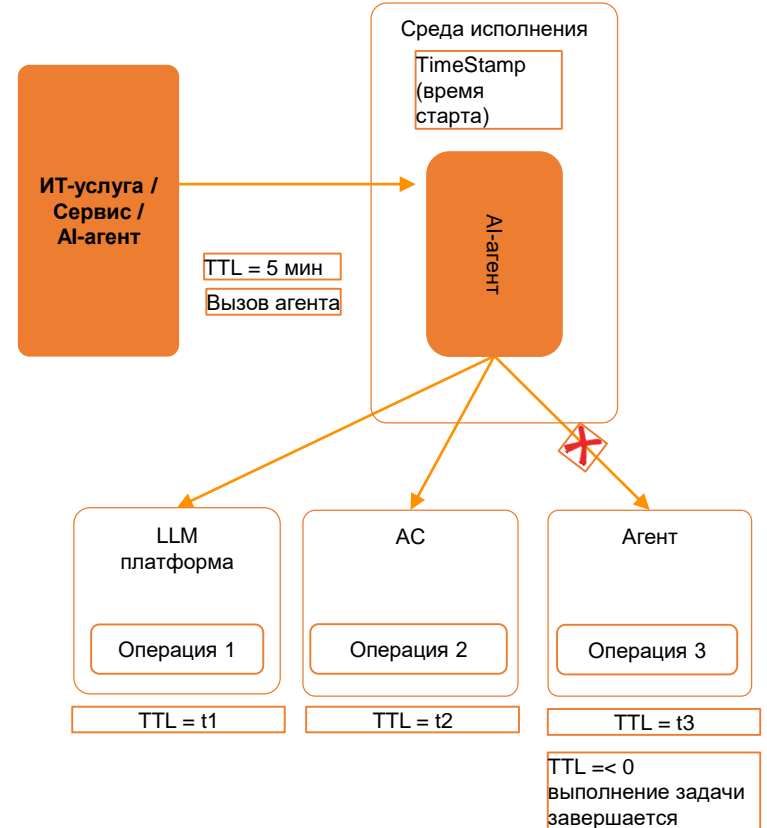 Среда исполнения
TimeStamp
(время
старта)
ИТ-услуга /
Сервис /
AI-агент
AI-агент
TTL = 5 мин
Вызов агента
LLM
платформа
Операция 1
TTL = t1
АС
Операция 2
TTL = t2
Агент
Операция 3
TTL = t3
TTL =< 0
выполнение задачи
завершается